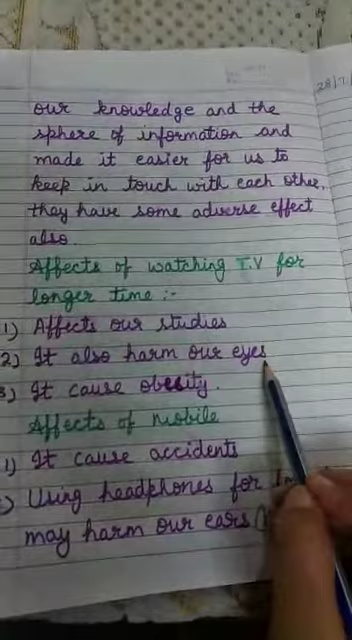 28/7
our knowledge and the
sphere of information and
made it easier for us to
keep in touch with each other,
they have some adverse effect
also.
Affects of watching T.V for
longer time :-
1) Affects our studies
2) It also harm our eyes
3) It cause obesity.
Affects of mobile
1) It cause accidents
Using headphones for
may harm our ears